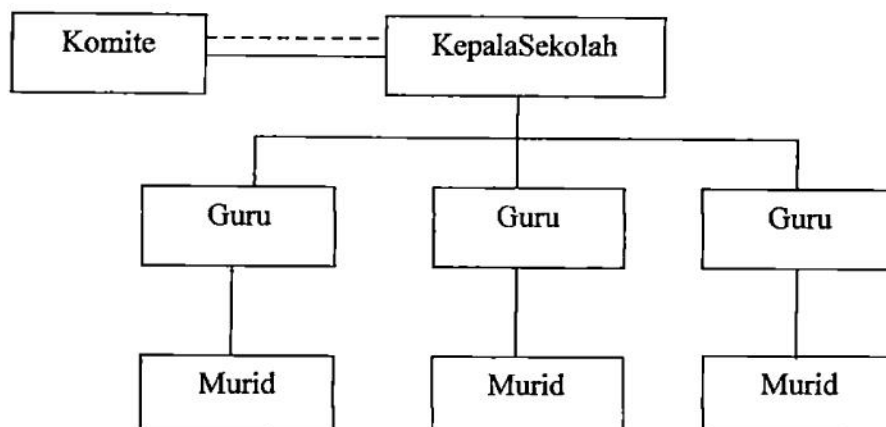 Komite
KepalaSekolah
Guru
Guru
Guru
Murid
Murid
Murid